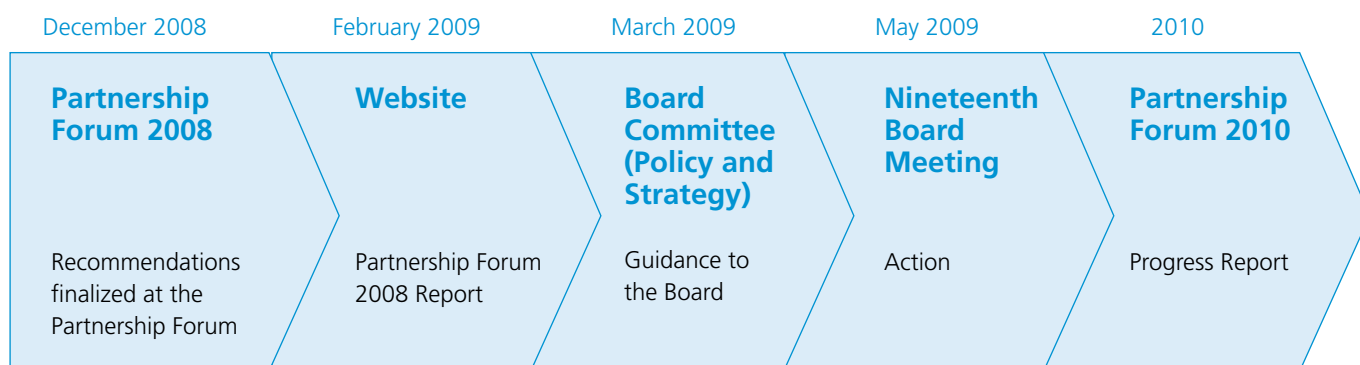 December 2008
February 2009
March 2009
May 2009
2010
Partnership
Forum 2008
Website
Board
Committee
(Policy and
Strategy)
Nineteenth
Board
Meeting
Partnership
Forum 2010
Recommendations
finalized at the
Partnership Forum
Partnership Forum
2008 Report
Guidance to
the Board
Action
Progress Report